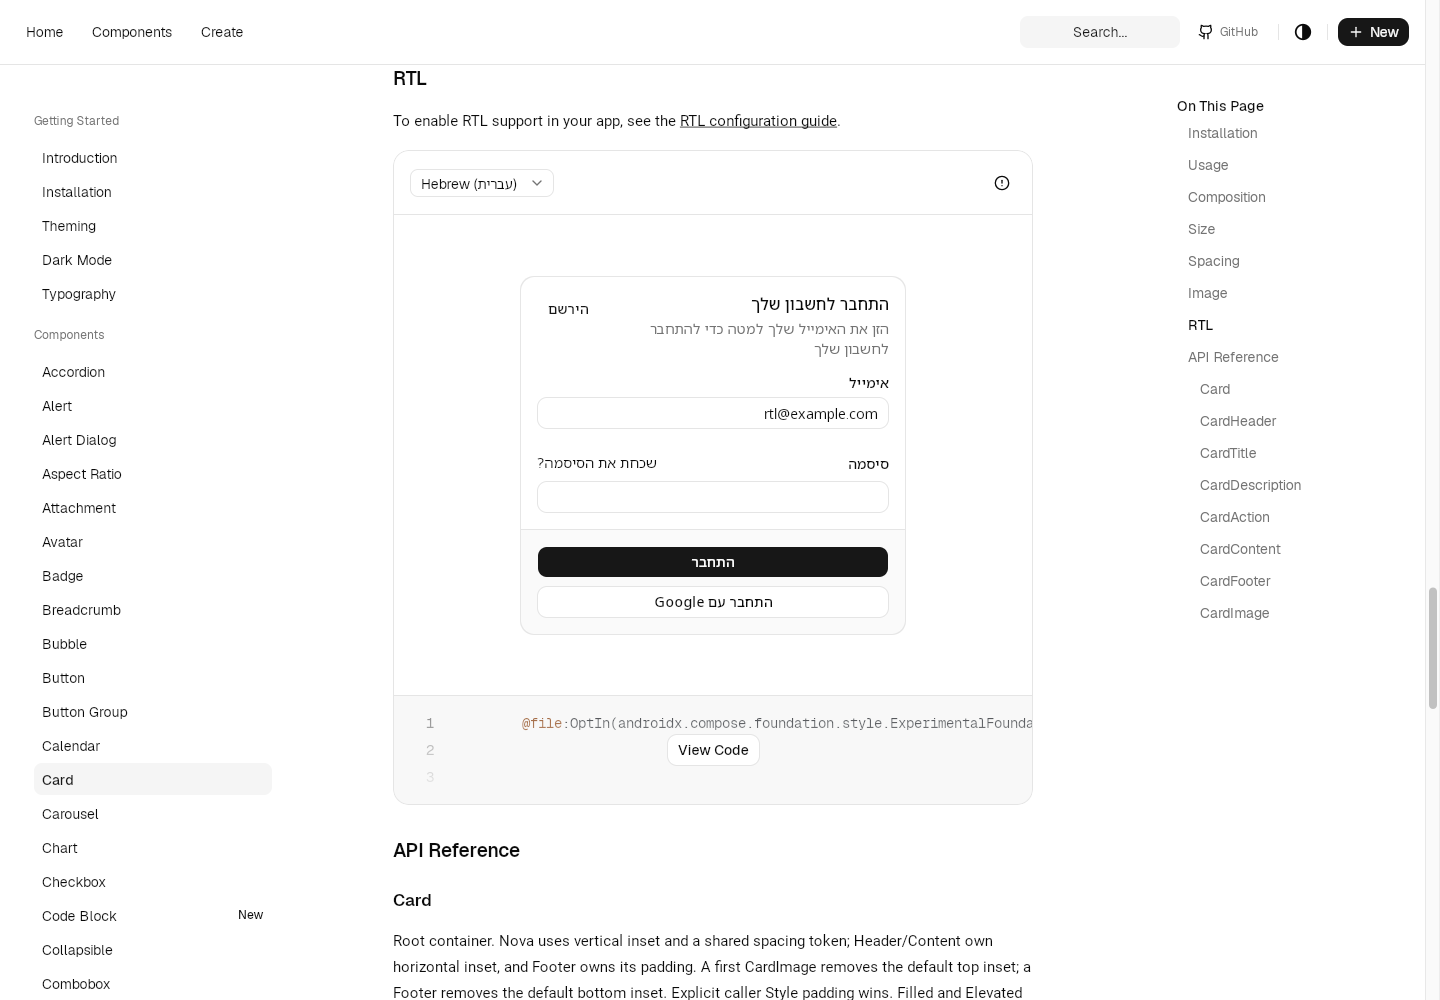 Home
Components
Create
Search...
GitHub
New
Getting Started
Introduction
Installation
Theming
Dark Mode
Typography
Components
Accordion
Alert
Alert Dialog
Aspect Ratio
Attachment
Avatar
Badge
Breadcrumb
Bubble
Button
Button Group
Calendar
Card
Carousel
Chart
Checkbox
Code Block
New
Collapsible
Combobox
RTL
To enable RTL support in your app, see the RTL configuration guide.
Hebrew (עברית)
התחבר לחשבון שלך
הירשם
הזן את האימייל שלך למטה כדי להתחבר
לחשבון שלך
אימייל
rtl@example.com
סיסמה
שכחת את הסיסמה?
התחבר
התחבר עם Google
1
@file:OptIn(androidx.compose.foundation.style.ExperimentalFounda
2
3
View Code
API Reference
Card
Root container. Nova uses vertical inset and a shared spacing token; Header/Content own
horizontal inset, and Footer owns its padding. A first CardImage removes the default top inset; a
Footer removes the default bottom inset. Explicit caller Style padding wins. Filled and Elevated
On This Page
Installation
Usage
Composition
Size
Spacing
Image
RTL
API Reference
Card
CardHeader
CardTitle
CardDescription
CardAction
CardContent
CardFooter
CardImage